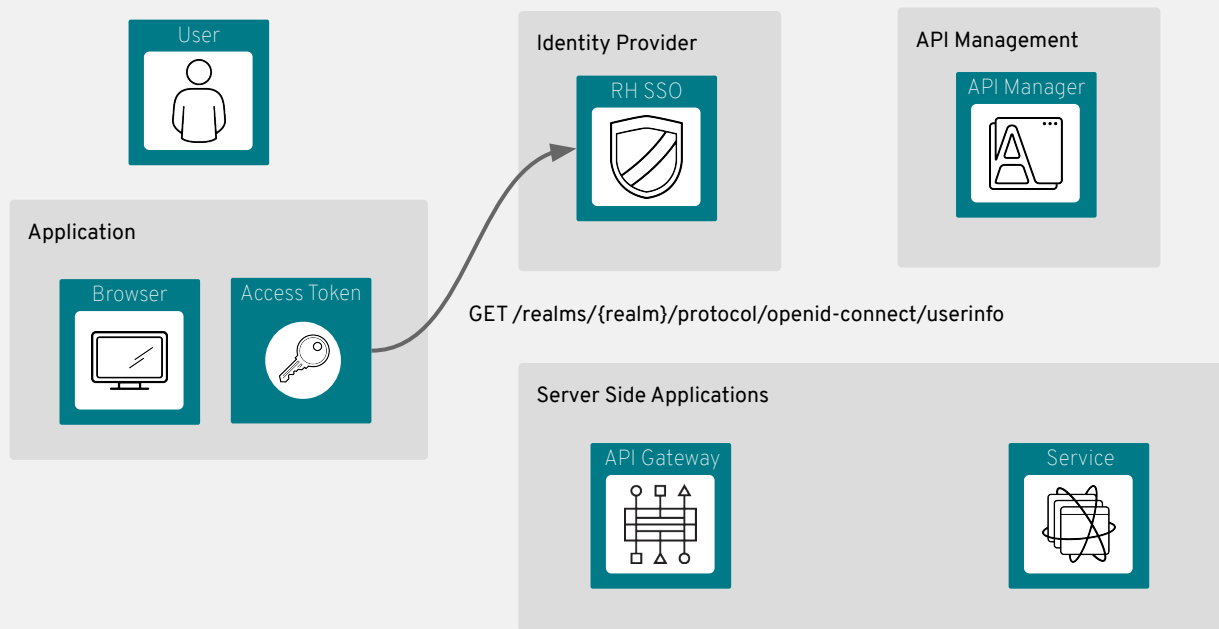 User
Identity Provider
RH SSO
API Management
API Manager
Application
Browser
Access Token
GET /realms/{realm}/protocol/openid-connect/userinfo
Server Side Applications
API Gateway
Service